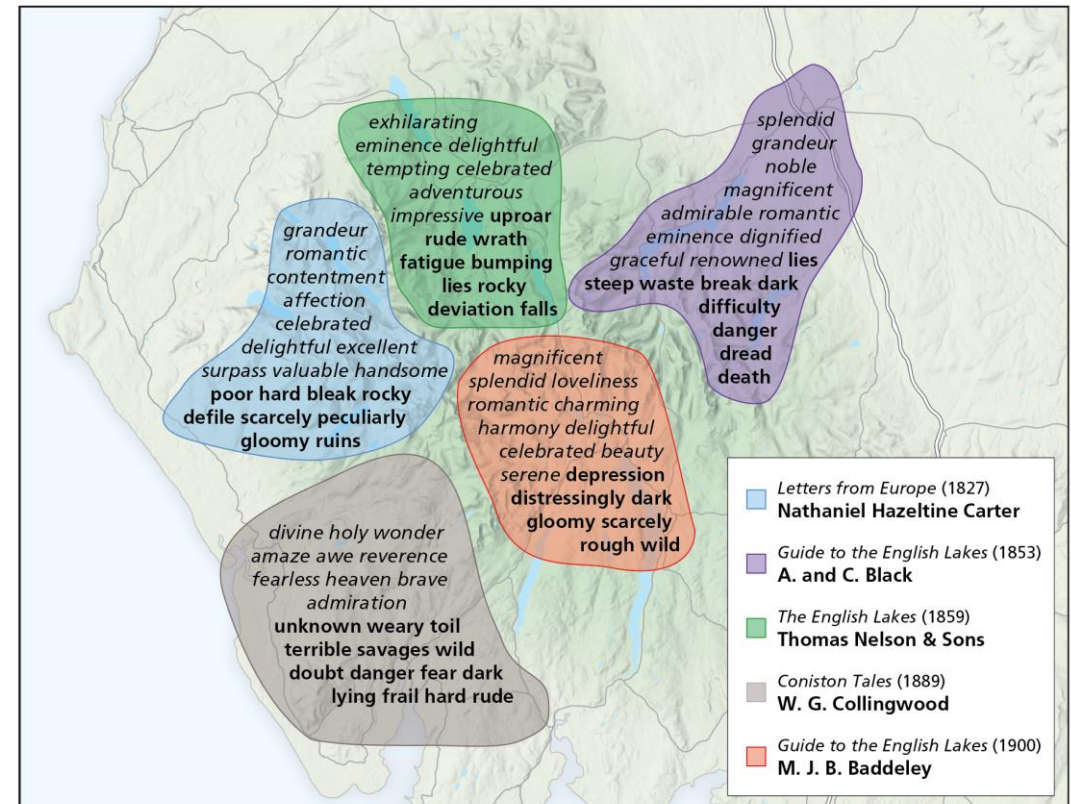 exhilarating
eminence delightful
tempting celebrated
adventurous
impressive uproar
rude wrath
fatigue bumping
lies rocky
deviation falls
splendid
grandeur
noble
magnificent
admirable romantic
eminence dignified
graceful renowned lies
steep waste break dark
difficulty
danger
dread
death
grandeur
romantic
contentment
affection
celebrated
delightful excellent
surpass valuable handsome
poor hard bleak rocky
defile scarcely peculiarly
gloomy ruins
magnificent
splendid loveliness
romantic charming
harmony delightful
celebrated beauty
serene depression
distressingly dark
gloomy scarcely
rough wild
divine holy wonder
amaze awe reverence
fearless heaven brave
admiration
unknown weary toil
terrible savages wild
doubt danger fear dark
lying frail hard rude
Letters from Europe (1827)
Nathaniel Hazeltine Carter
Guide to the English Lakes (1853)
A. and C. Black
The English Lakes (1859)
Thomas Nelson & Sons
Coniston Tales (1889)
W. G. Collingwood
Guide to the English Lakes (1900)
M. J. B. Baddeley